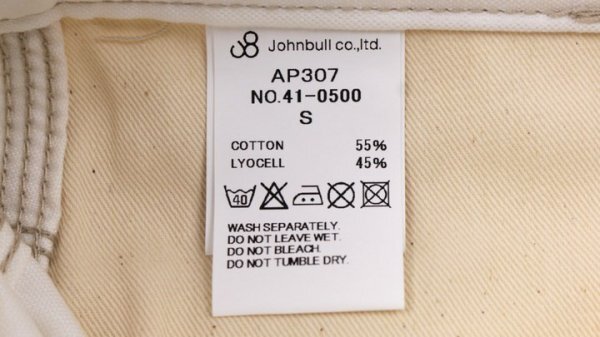 Johnbull co.,ltd.
AP307
NO.41-0500
S
COTTON 55%
LYOCELL 45%
40
WASH SEPARATELY.
DO NOT LEAVE WET.
DO NOT BLEACH.
DO NOT TUMBLE DRY.